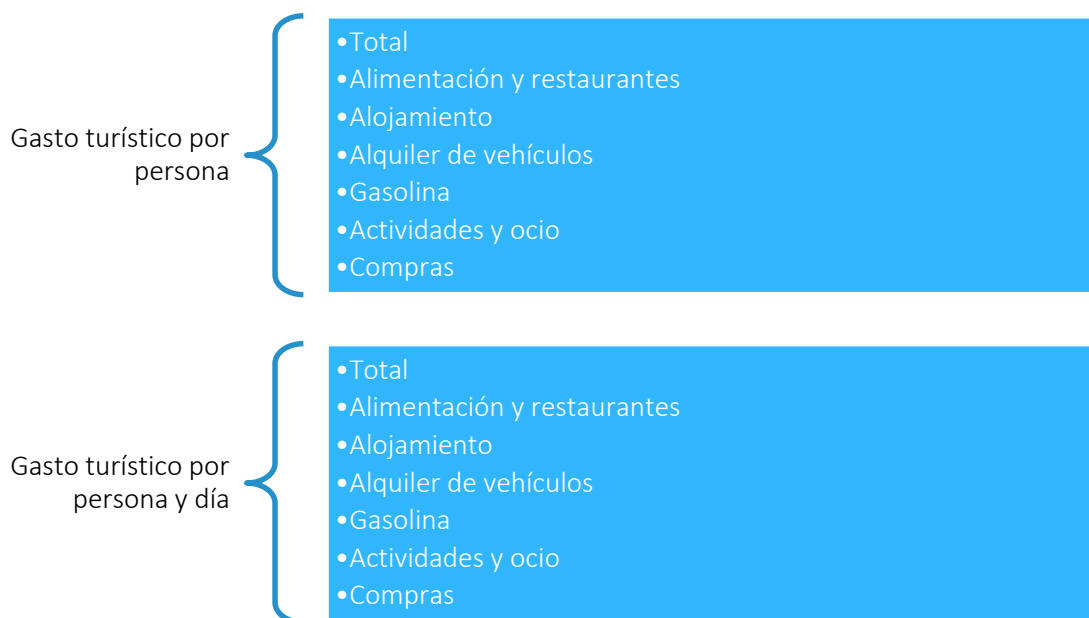 Gasto turístico por
persona
•Total
•Alimentación y restaurantes
•Alojamiento
•Alquiler de vehículos
•Gasolina
•Actividades y ocio
•Compras
Gasto turístico por
persona y día
•Total
•Alimentación y restaurantes
•Alojamiento
•Alquiler de vehículos
•Gasolina
•Actividades y ocio
•Compras